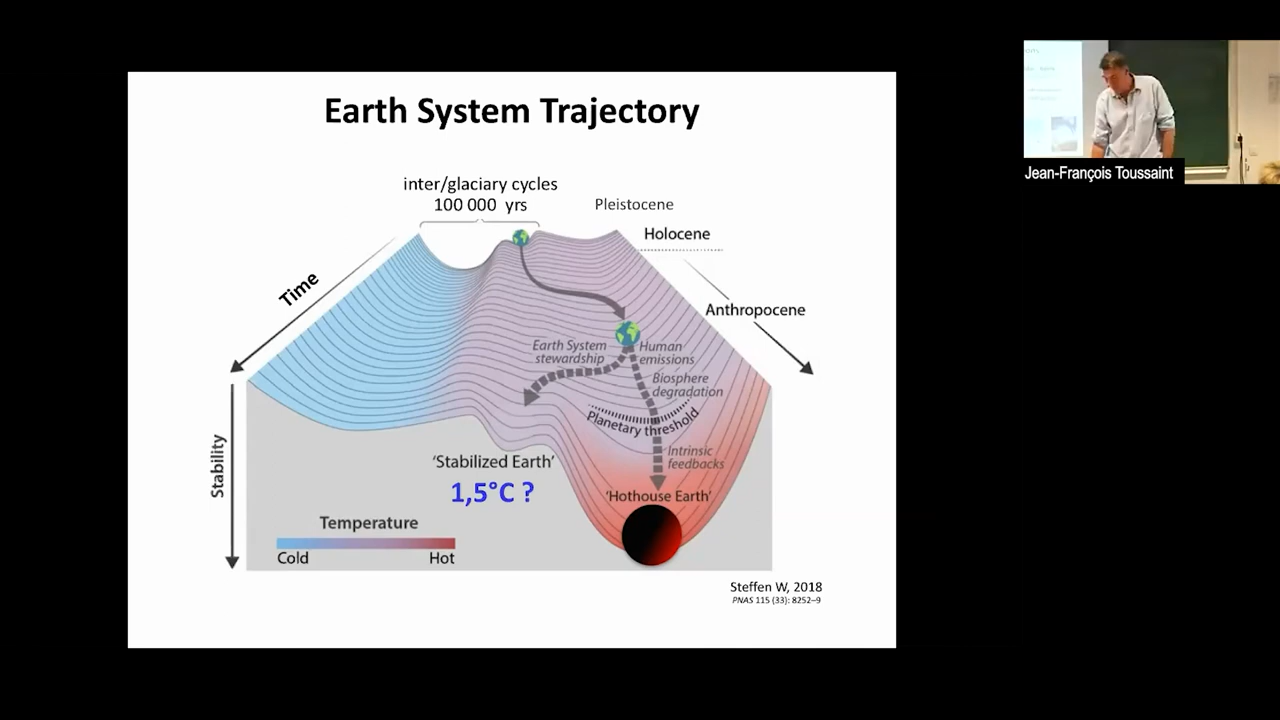 Earth System Trajectory
inter/glaciary cycles
100 000 yrs
Pleistocene
Holocene
Time
Anthropocene
Earth System
stewardship
Human
emissions
Biosphere
degradation
Planetary threshold
Intrinsic
feedbacks
Stability
'Stabilized Earth'
1,5°C ?
'Hothouse Earth'
Temperature
Cold
Hot
Steffen W, 2018
PNAS 115 (33): 8252–9
Jean-François Toussaint